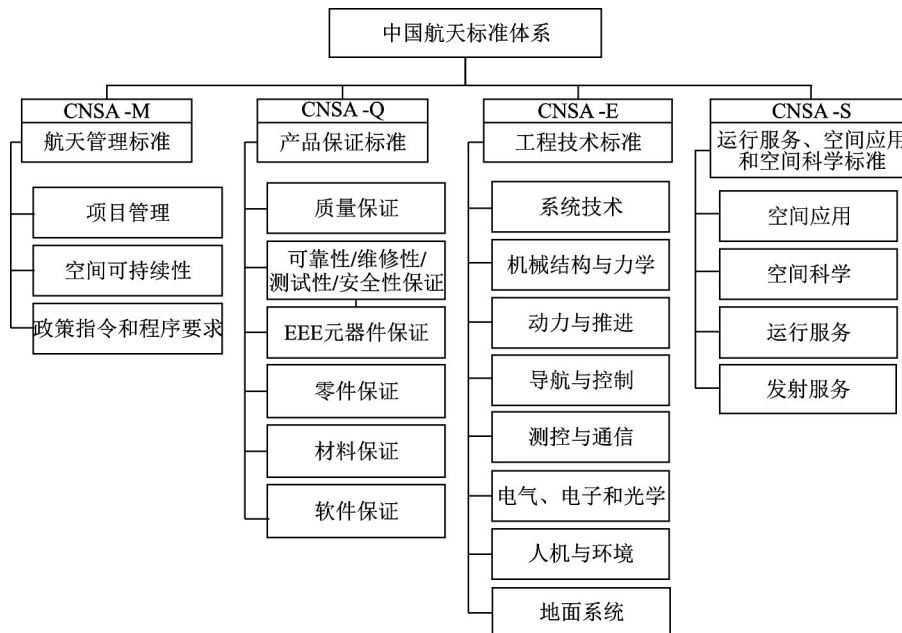 中国航天标准体系
CNSA -M
航天管理标准
项目管理
空间可持续性
政策指令和程序要求
CNSA -Q
产品保证标准
质量保证
可靠性/维修性/
测试性/安全性保证
EEE元器件保证
零件保证
材料保证
软件保证
CNSA -E
工程技术标准
系统技术
机械结构与力学
动力与推进
导航与控制
测控与通信
电气、电子和光学
人机与环境
地面系统
CNSA -S
运行服务、空间应用
和空间科学标准
空间应用
空间科学
运行服务
发射服务